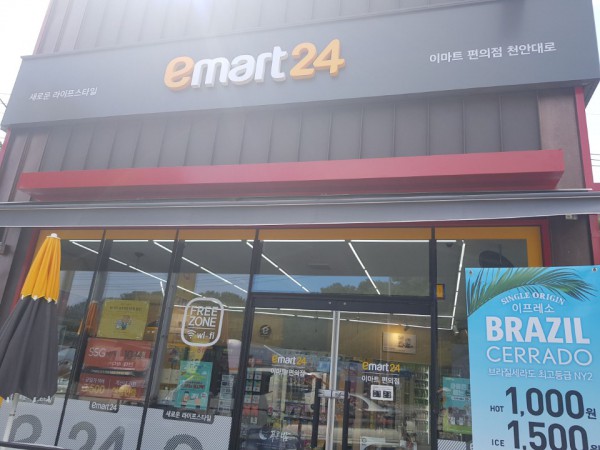 emart24
새로운 라이프스타일
이마트 편의점 천안대로
FREE
ZONE
wi-fi
5G
emart24
새로운 라이프스타일
emart24
이마트편의점
emart24
이마트 편의점
24
SINGLE ORIGIN
이프레소
BRAZIL
CERRADO
브라질세라도 최고등급 NY2
HOT 1,000원
ICE 1,500원